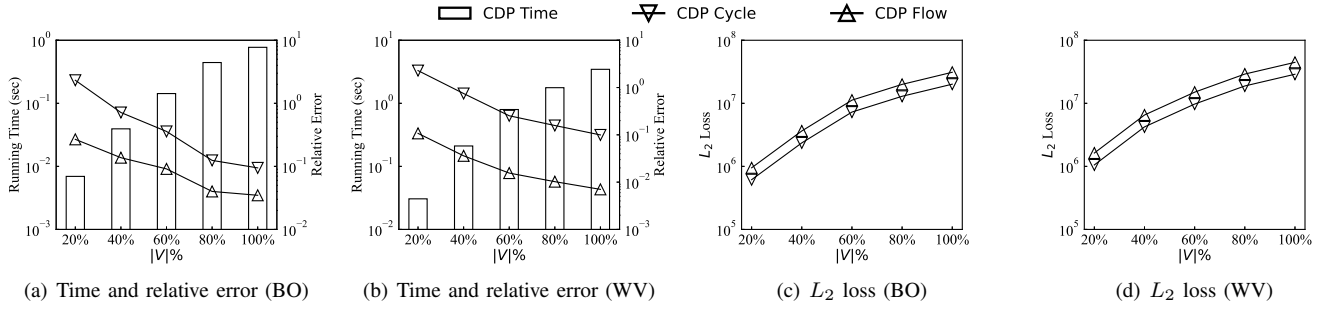 CDP Time CDP Cycle CDP Flow
10^0 10^-1 10^-2 10^-3
Running Time (sec)
10^1 10^0 10^-1 10^-2
Relative Error
20% 40% 60% 80% 100%
|V|%
(a) Time and relative error (BO)
10^1 10^0 10^-1 10^-2
Running Time (sec)
10^1 10^0 10^-1 10^-2 10^-3
Relative Error
20% 40% 60% 80% 100%
|V|%
(b) Time and relative error (WV)
10^8 10^7 10^6 10^5
L_2 Loss
20% 40% 60% 80% 100%
|V|%
(c) L_2 loss (BO)
10^8 10^7 10^6 10^5
L_2 Loss
20% 40% 60% 80% 100%
|V|%
(d) L_2 loss (WV)